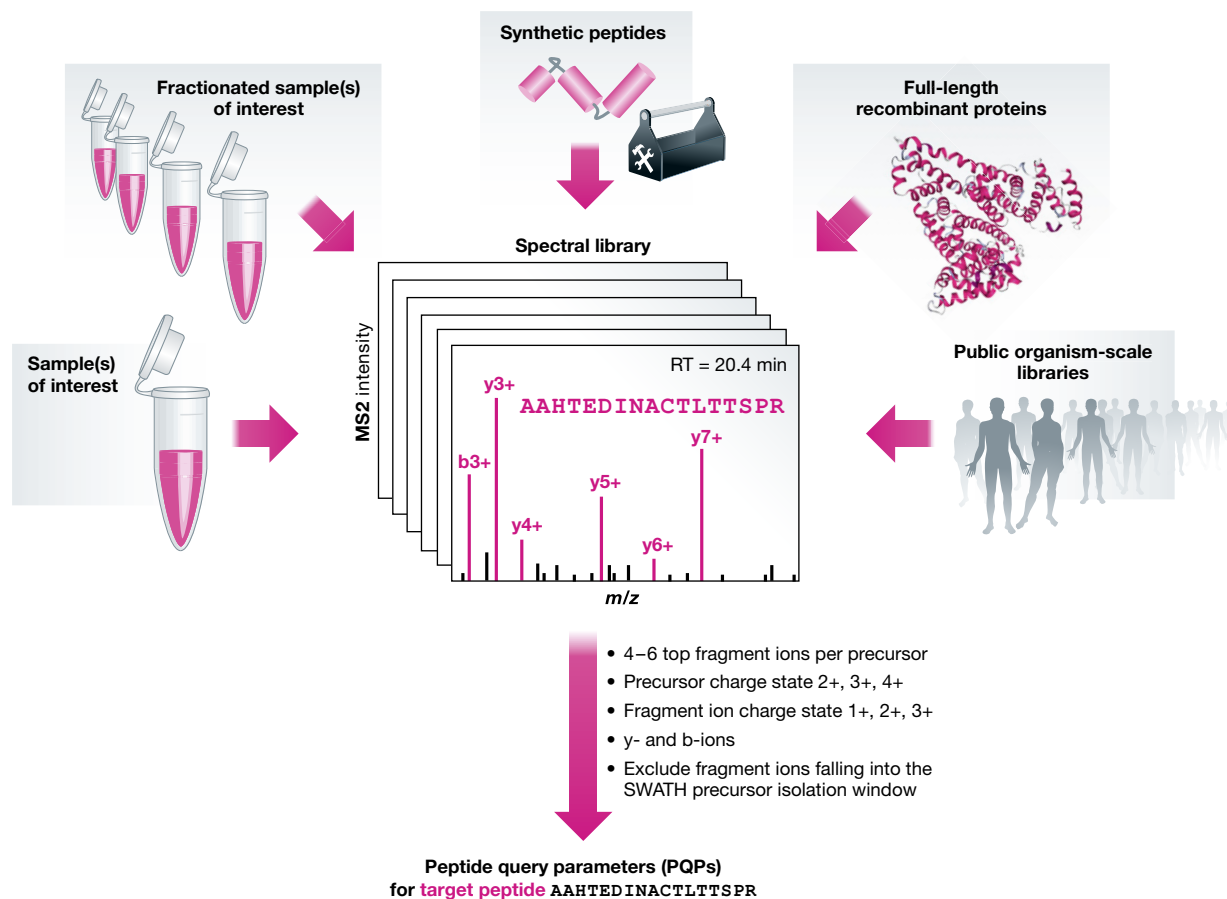 Synthetic peptides
Fractionated sample(s)
of interest
Full-length
recombinant proteins
Spectral library
Sample(s)
of interest
Public organism-scale
libraries
MS2 intensity
RT = 20.4 min
y3+
AAHTEDINACTLTTSPR
b3+
y7+
y5+
y4+
y6+
m/z
• 4–6 top fragment ions per precursor
• Precursor charge state 2+, 3+, 4+
• Fragment ion charge state 1+, 2+, 3+
• y- and b-ions
• Exclude fragment ions falling into the
SWATH precursor isolation window
Peptide query parameters (PQPs)
for target peptide AAHTEDINACTLTTSPR